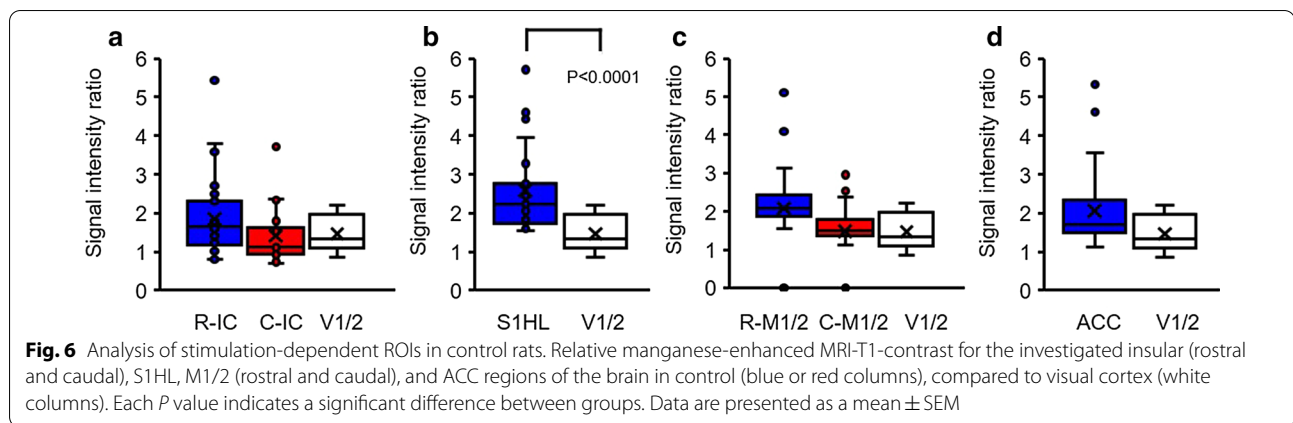 a b c d
Signal intensity ratio 6 5 4 3 2 1 0 R-IC C-IC V1/2
Signal intensity ratio 6 5 4 3 2 1 0 P<0.0001 S1HL V1/2
Signal intensity ratio 6 5 4 3 2 1 0 R-M1/2 C-M1/2 V1/2
Signal intensity ratio 6 5 4 3 2 1 0 ACC V1/2
Fig. 6 Analysis of stimulation-dependent ROIs in control rats. Relative manganese-enhanced MRI-T1-contrast for the investigated insular (rostral
and caudal), S1HL, M1/2 (rostral and caudal), and ACC regions of the brain in control (blue or red columns), compared to visual cortex (white
columns). Each P value indicates a significant difference between groups. Data are presented as a mean ± SEM